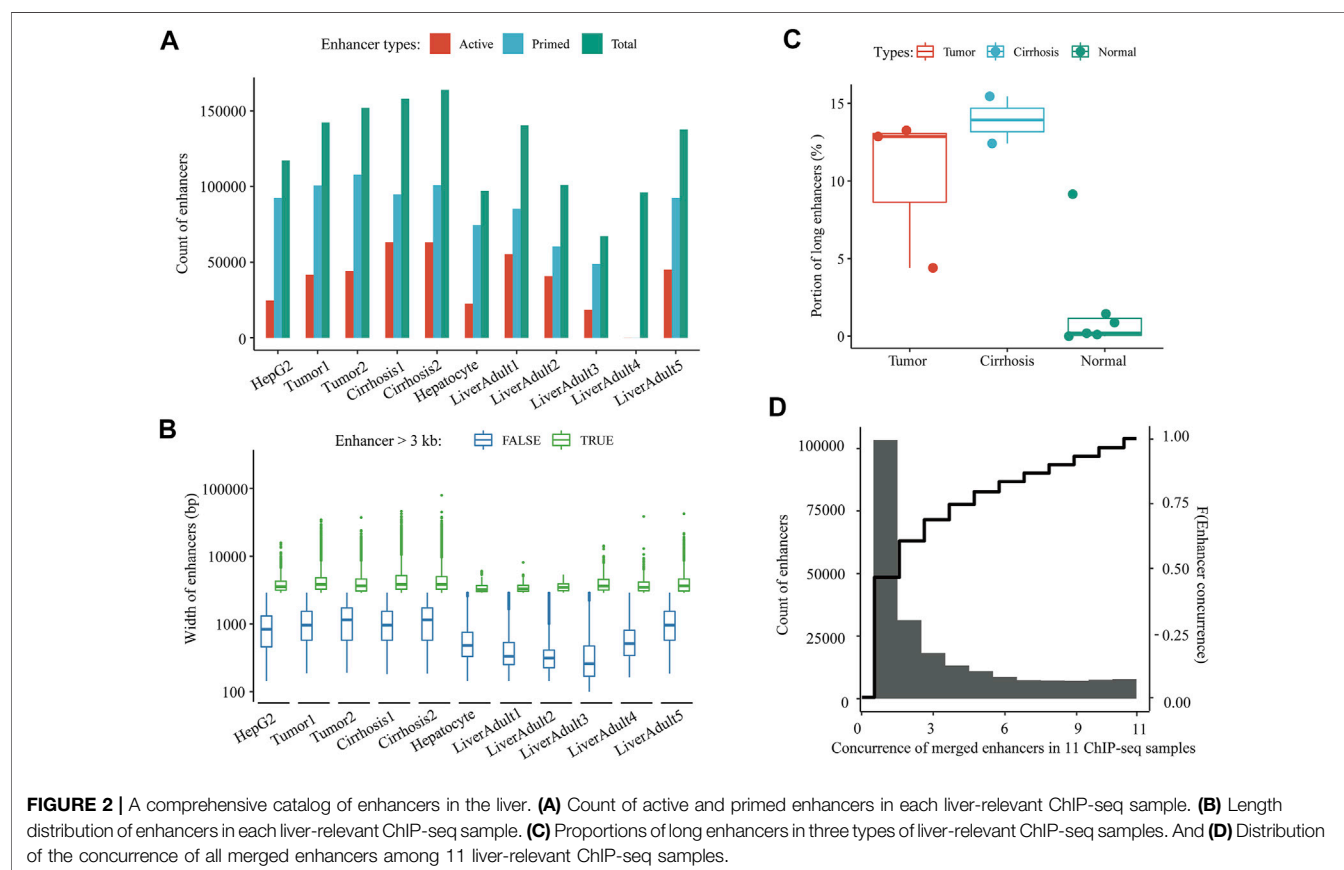 A
Enhancer types: Active Primed Total
Count of enhancers
150000
100000
50000
0
HepG2
Tumor1
Tumor2
Cirrhosis1
Cirrhosis2
Hepatocyte
LiverAdult1
LiverAdult2
LiverAdult3
LiverAdult4
LiverAdult5
B
Enhancer > 3 kb: FALSE TRUE
Width of enhancers (bp)
100000
10000
1000
100
HepG2
Tumor1
Tumor2
Cirrhosis1
Cirrhosis2
Hepatocyte
LiverAdult1
LiverAdult2
LiverAdult3
LiverAdult4
LiverAdult5
C
Types: Tumor Cirrhosis Normal
Portion of long enhancers (% )
15
10
5
0
Tumor Cirrhosis Normal
D
Count of enhancers
100000
75000
50000
25000
0
1.00
0.75
0.50
0.25
0.00
F(Enhancer concurrence)
0 3 6 9 11
Concurrence of merged enhancers in 11 ChIP-seq samples
FIGURE 2 | A comprehensive catalog of enhancers in the liver. (A) Count of active and primed enhancers in each liver-relevant ChIP-seq sample. (B) Length
distribution of enhancers in each liver-relevant ChIP-seq sample. (C) Proportions of long enhancers in three types of liver-relevant ChIP-seq samples. And (D) Distribution
of the concurrence of all merged enhancers among 11 liver-relevant ChIP-seq samples.